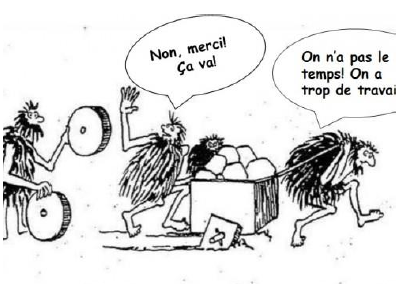 Non, merci!
Ça va!
On n'a pas le
temps! On a
trop de travai